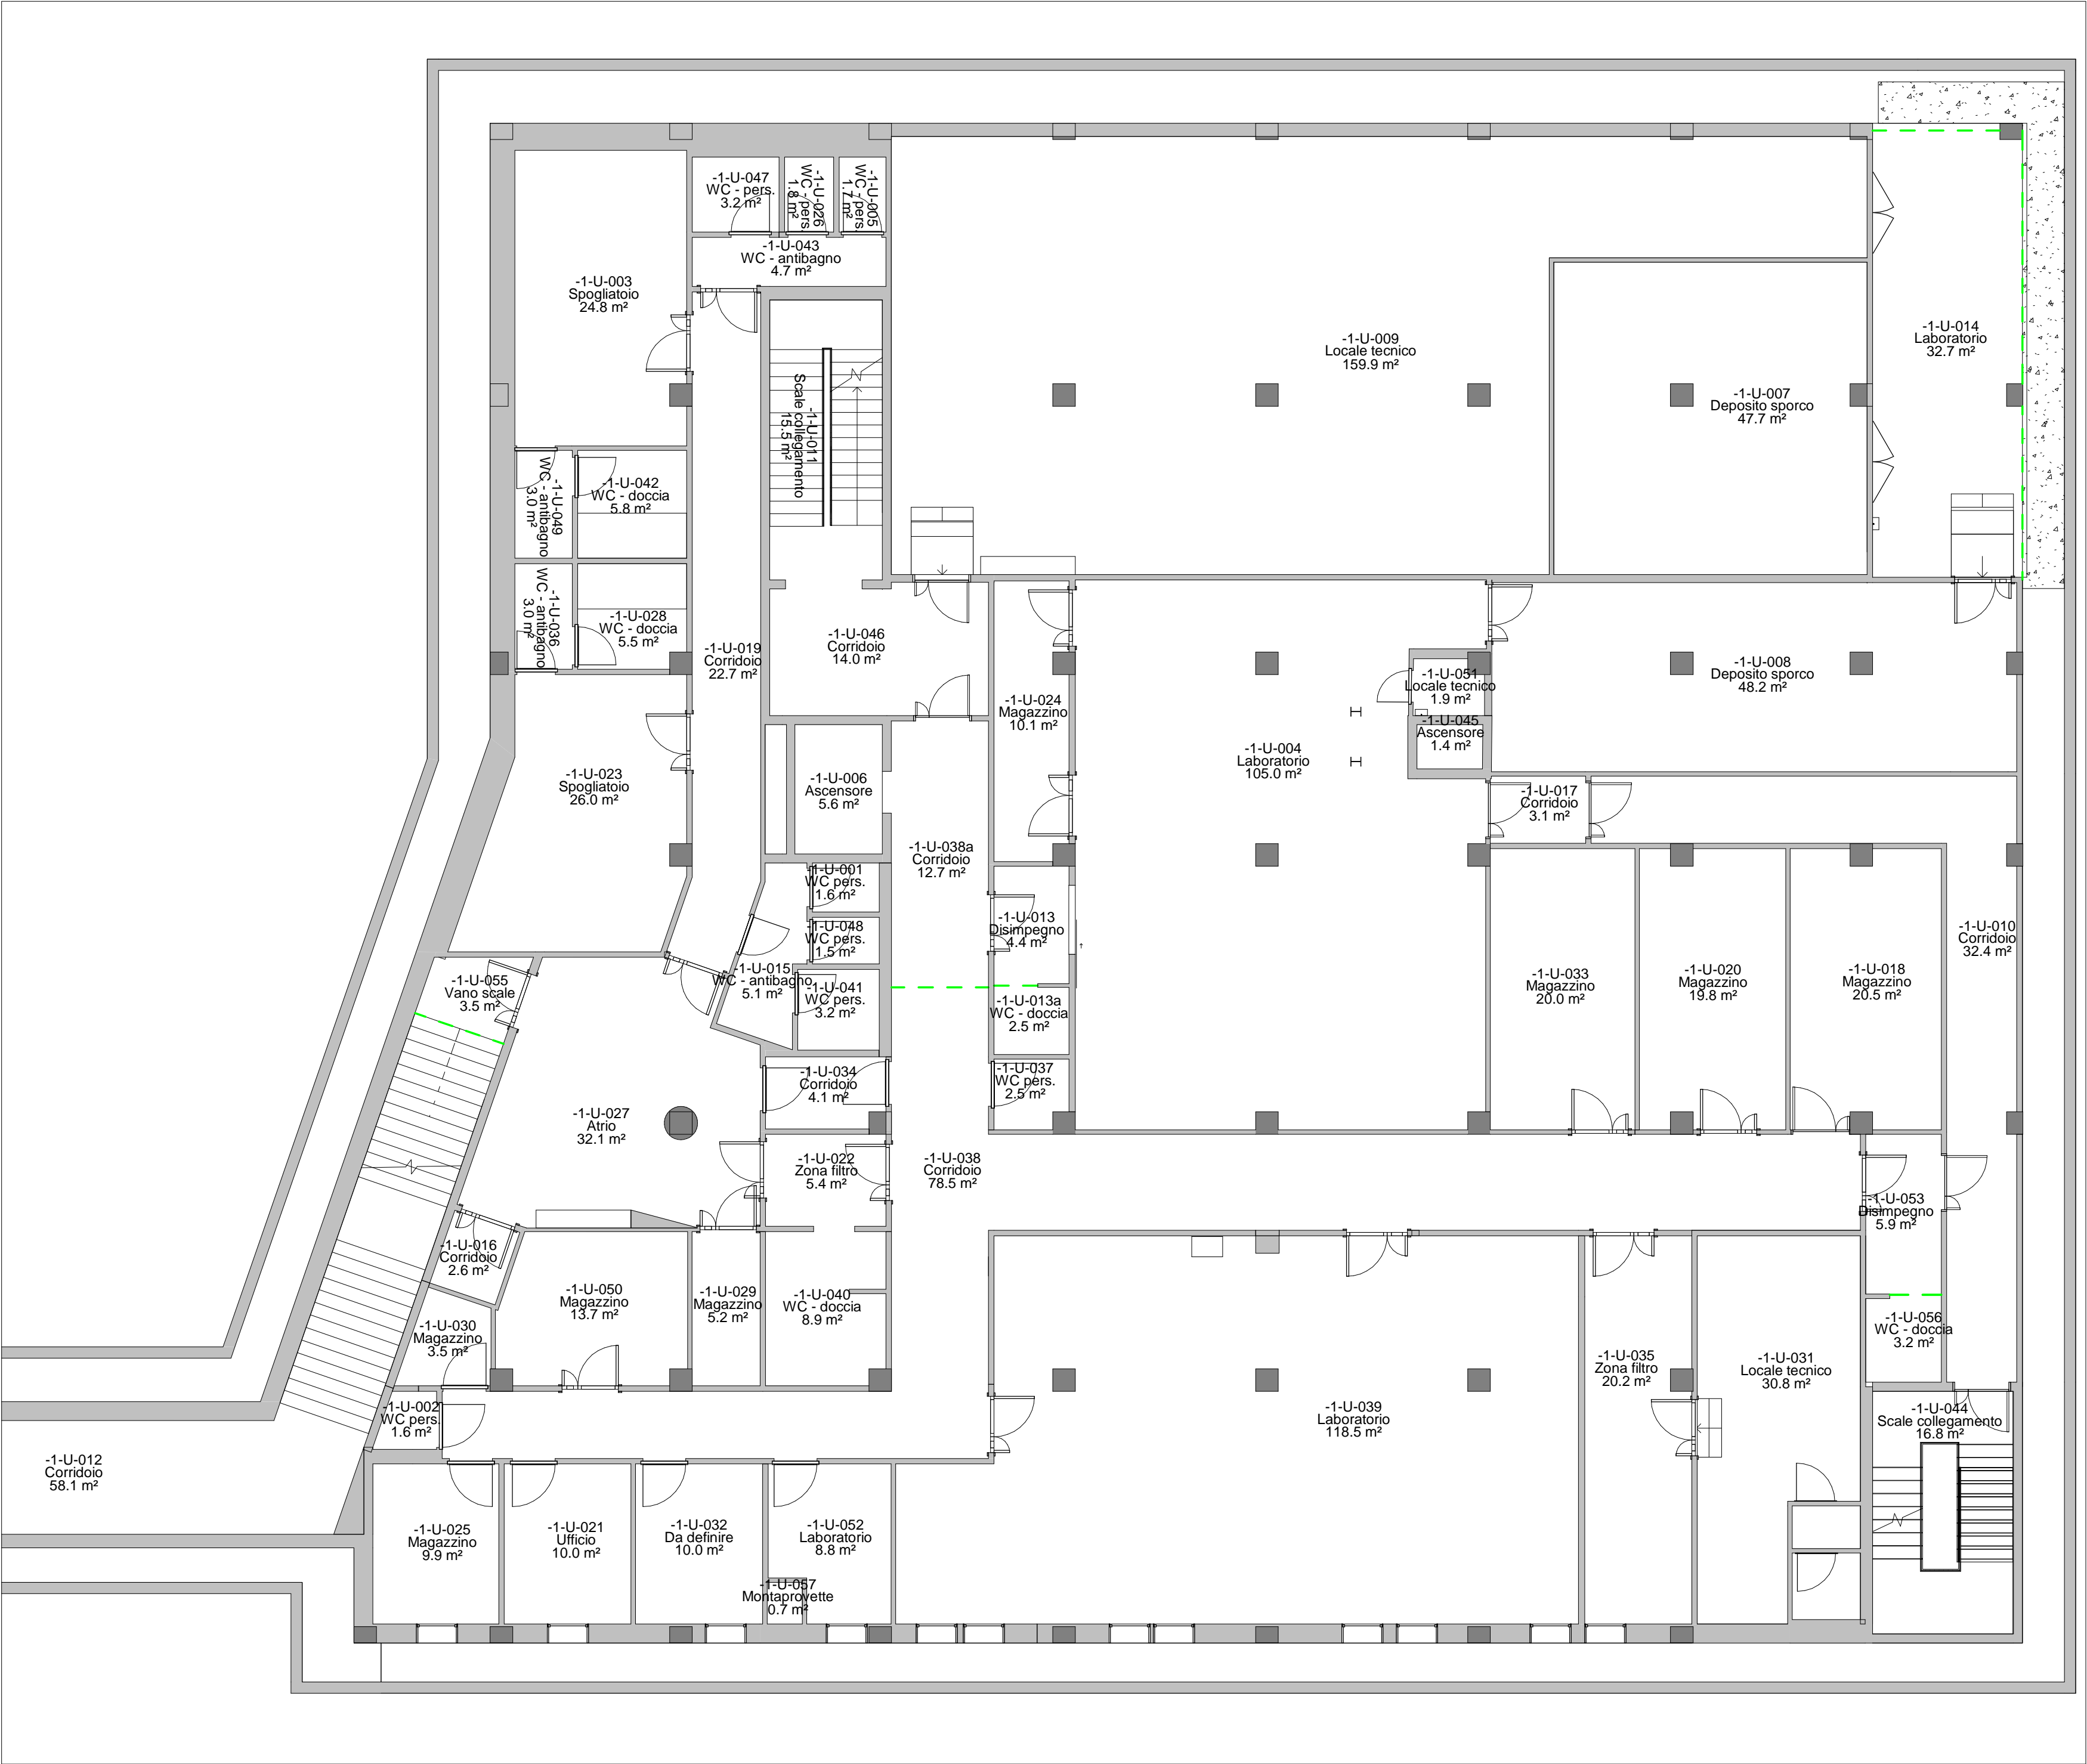 -1-U-047
WC - pers.
3.2 m²
-1-U-026
WC - pers.
1.8 m²
-1-U-005
WC - pers.
1.7 m²
-1-U-043
WC - antibagno
4.7 m²
-1-U-003
Spogliatoio
24.8 m²
-1-U-009
Locale tecnico
159.9 m²
-1-U-014
Laboratorio
32.7 m²
-1-U-007
Deposito sporco
47.7 m²
-1-U-011
Scale collegamento
15.5 m²
-1-U-049
WC - antibagno
3.0 m²
-1-U-042
WC - doccia
5.8 m²
-1-U-036
WC - antibagno
3.0 m²
-1-U-028
WC - doccia
5.5 m²
-1-U-019
Corridoio
22.7 m²
-1-U-046
Corridoio
14.0 m²
-1-U-024
Magazzino
10.1 m²
-1-U-051
Locale tecnico
1.9 m²
-1-U-045
Ascensore
1.4 m²
-1-U-008
Deposito sporco
48.2 m²
-1-U-004
Laboratorio
105.0 m²
-1-U-023
Spogliatoio
26.0 m²
-1-U-006
Ascensore
5.6 m²
-1-U-017
Corridoio
3.1 m²
-1-U-038a
Corridoio
12.7 m²
-1-U-001
WC pers.
1.6 m²
-1-U-048
WC pers.
1.5 m²
-1-U-013
Disimpegno
4.4 m²
-1-U-010
Corridoio
32.4 m²
-1-U-055
Vano scale
3.5 m²
-1-U-015
WC - antibagno
5.1 m²
-1-U-041
WC pers.
3.2 m²
-1-U-013a
WC - doccia
2.5 m²
-1-U-033
Magazzino
20.0 m²
-1-U-020
Magazzino
19.8 m²
-1-U-018
Magazzino
20.5 m²
-1-U-034
Corridoio
4.1 m²
-1-U-037
WC pers.
2.5 m²
-1-U-027
Atrio
32.1 m²
-1-U-022
Zona filtro
5.4 m²
-1-U-038
Corridoio
78.5 m²
-1-U-053
Disimpegno
5.9 m²
-1-U-016
Corridoio
2.6 m²
-1-U-050
Magazzino
13.7 m²
-1-U-029
Magazzino
5.2 m²
-1-U-040
WC - doccia
8.9 m²
-1-U-030
Magazzino
3.5 m²
-1-U-056
WC - doccia
3.2 m²
-1-U-035
Zona filtro
20.2 m²
-1-U-031
Locale tecnico
30.8 m²
-1-U-002
WC pers.
1.6 m²
-1-U-039
Laboratorio
118.5 m²
-1-U-044
Scale collegamento
16.8 m²
-1-U-012
Corridoio
58.1 m²
-1-U-025
Magazzino
9.9 m²
-1-U-021
Ufficio
10.0 m²
-1-U-032
Da definire
10.0 m²
-1-U-052
Laboratorio
8.8 m²
-1-U-057
Montaprovette
0.7 m²